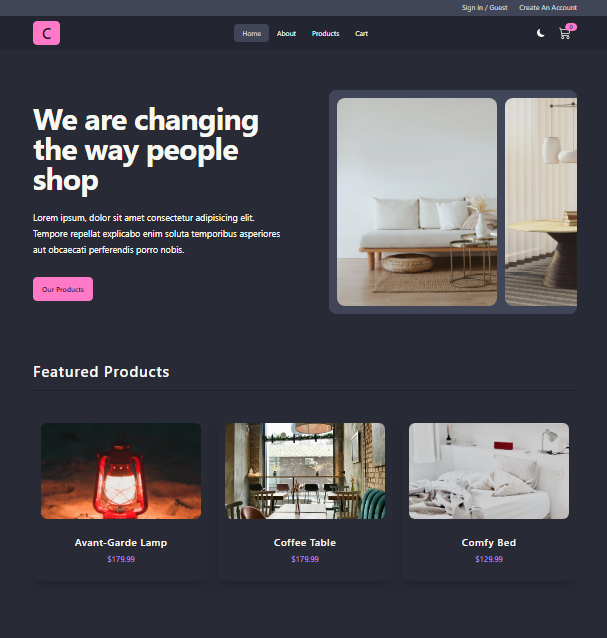 Sign In / Guest Create An Account
C Home About Products Cart 0
We are changing
the way people
shop
Lorem ipsum, dolor sit amet consectetur adipisicing elit.
Tempore repellat explicabo enim soluta temporibus asperiores
aut obcaecati perferendis porro nobis.
Our Products
Featured Products
Avant-Garde Lamp Coffee Table Comfy Bed
$179.99 $179.99 $129.99